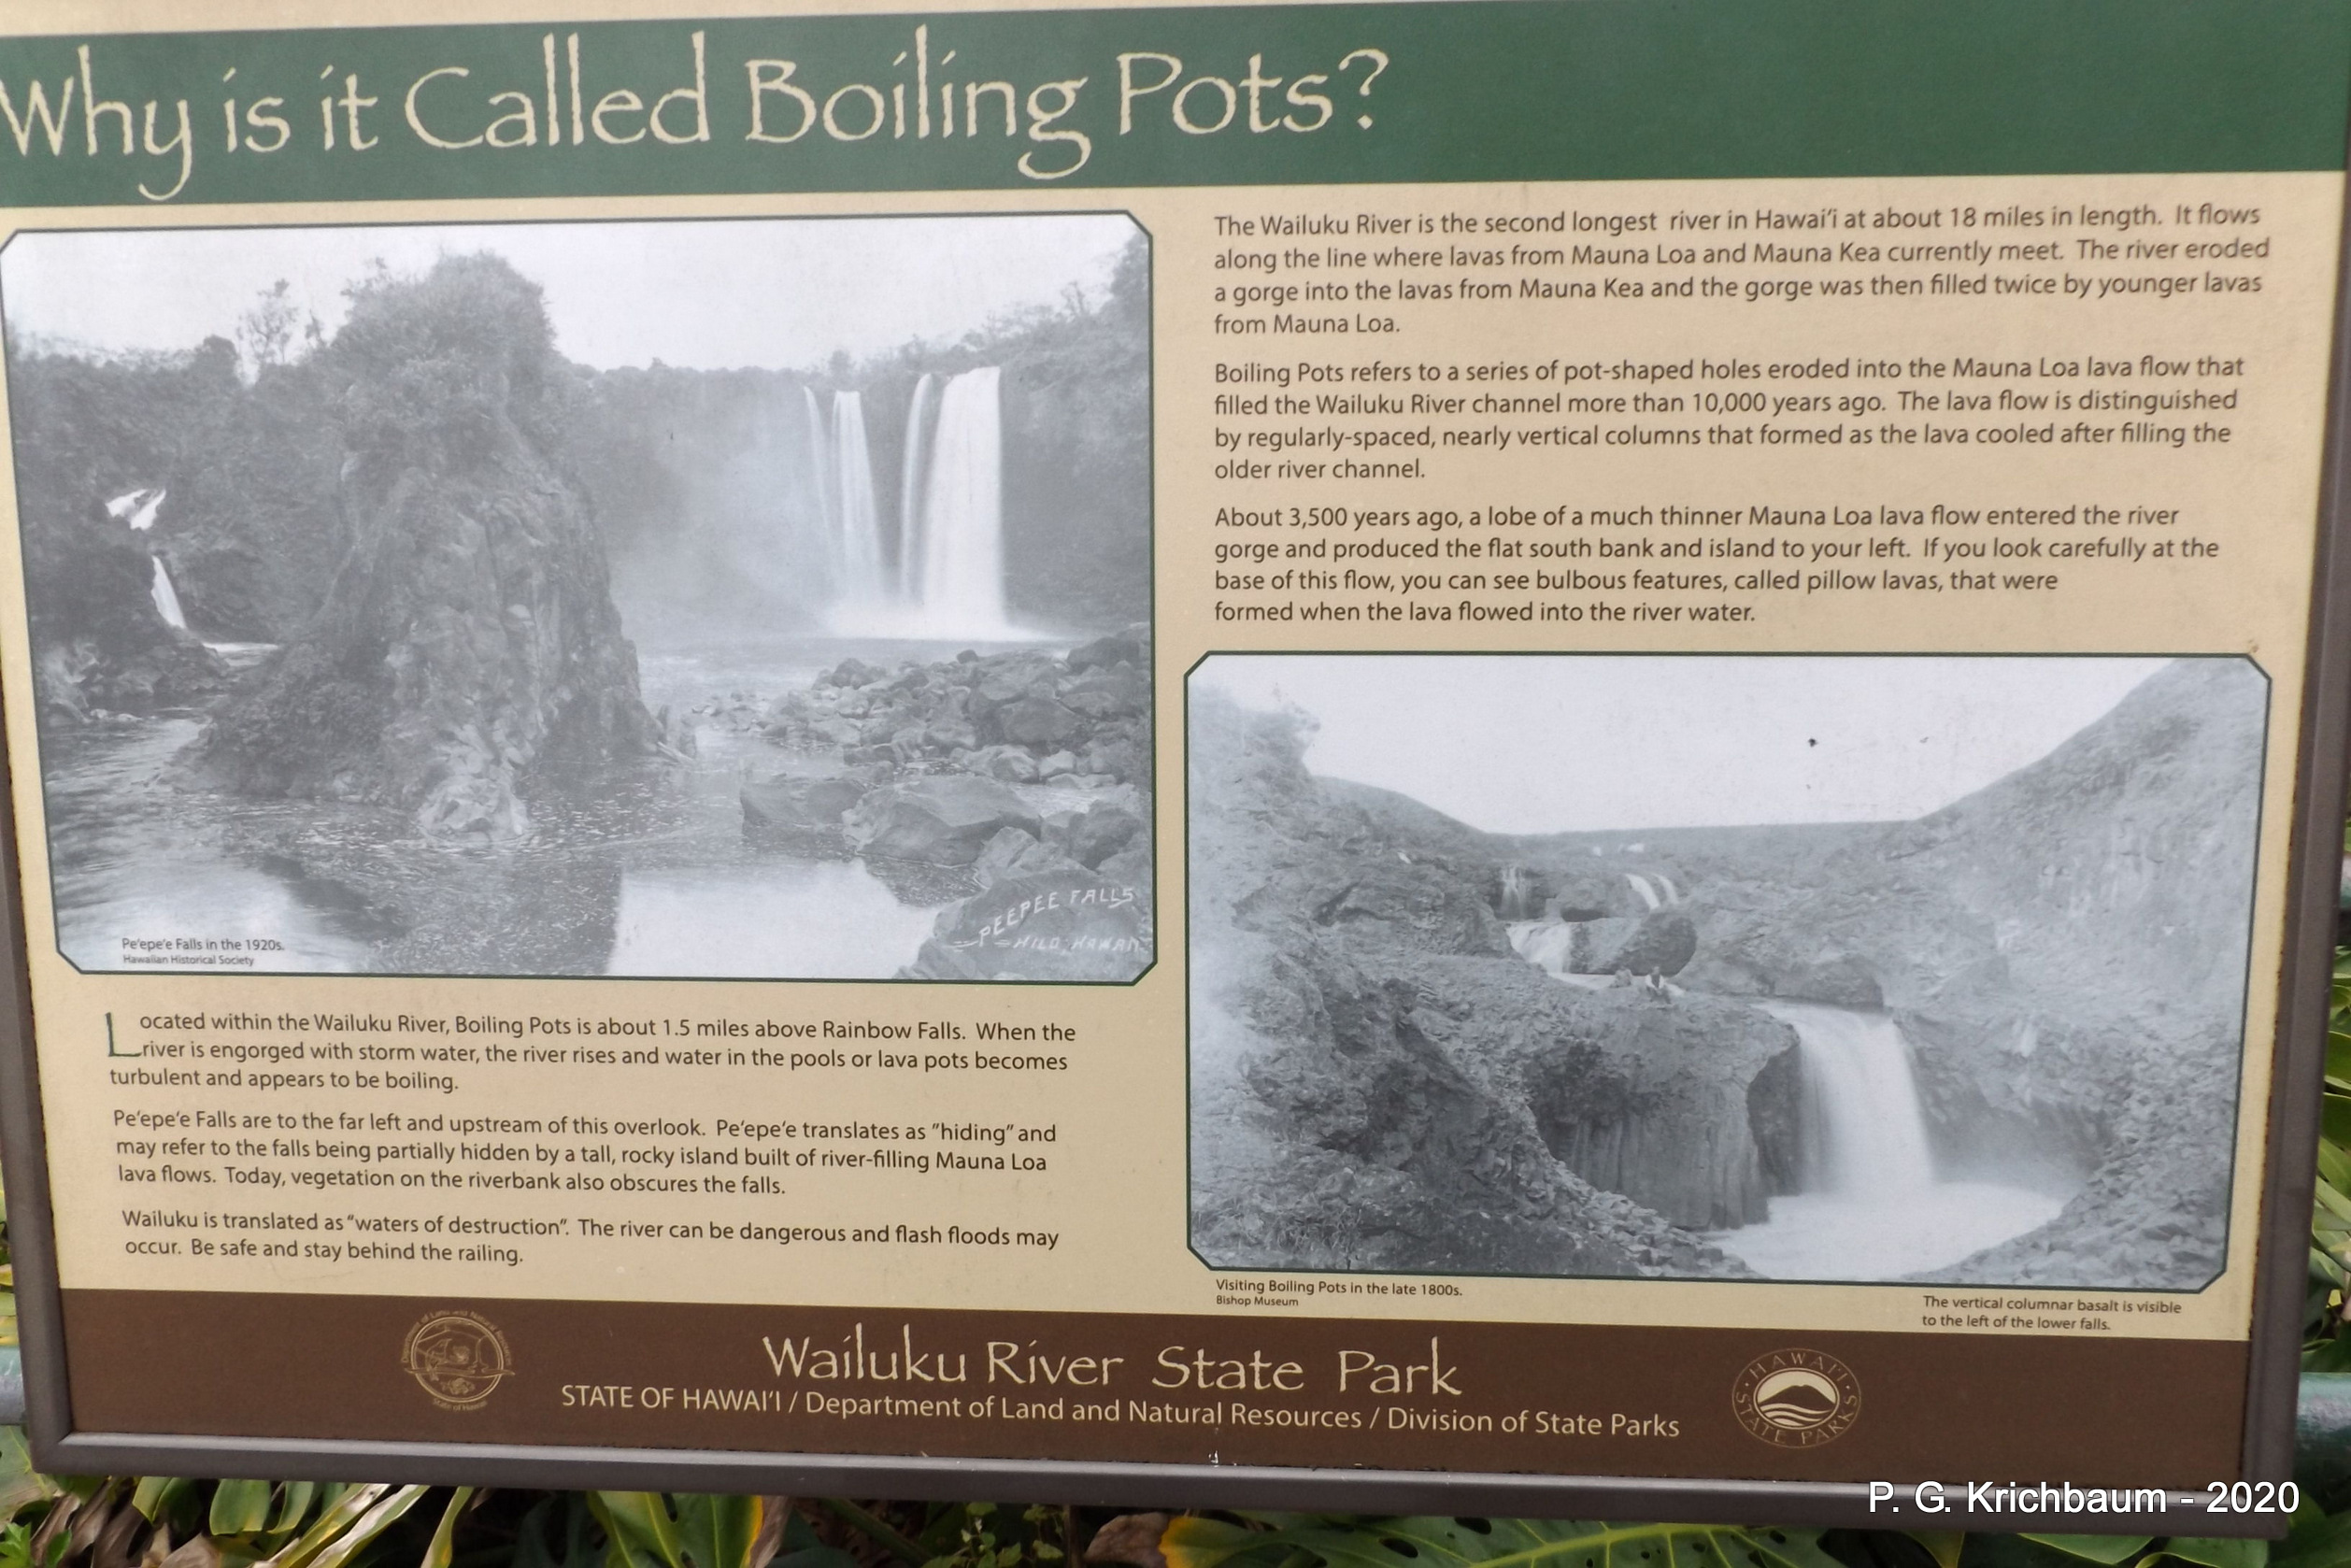 Why is it Called Boiling Pots?
PEEPEE FALLS
HILO, HAWAII
Pe'epe'e Falls in the 1920s.
Hawaiian Historical Society
Located within the Wailuku River, Boiling Pots is about 1.5 miles above Rainbow Falls. When the
river is engorged with storm water, the river rises and water in the pools or lava pots becomes
turbulent and appears to be boiling.
Pe'epe'e Falls are to the far left and upstream of this overlook. Pe'epe'e translates as "hiding" and
may refer to the falls being partially hidden by a tall, rocky island built of river-filling Mauna Loa
lava flows. Today, vegetation on the riverbank also obscures the falls.
Wailuku is translated as "waters of destruction". The river can be dangerous and flash floods may
occur. Be safe and stay behind the railing.
The Wailuku River is the second longest river in Hawai'i at about 18 miles in length. It flows
along the line where lavas from Mauna Loa and Mauna Kea currently meet. The river eroded
a gorge into the lavas from Mauna Kea and the gorge was then filled twice by younger lavas
from Mauna Loa.
Boiling Pots refers to a series of pot-shaped holes eroded into the Mauna Loa lava flow that
filled the Wailuku River channel more than 10,000 years ago. The lava flow is distinguished
by regularly-spaced, nearly vertical columns that formed as the lava cooled after filling the
older river channel.
About 3,500 years ago, a lobe of a much thinner Mauna Loa lava flow entered the river
gorge and produced the flat south bank and island to your left. If you look carefully at the
base of this flow, you can see bulbous features, called pillow lavas, that were
formed when the lava flowed into the river water.
Visiting Boiling Pots in the late 1800s.
Bishop Museum
The vertical columnar basalt is visible
to the left of the lower falls.
Wailuku River State Park
STATE OF HAWAI'I / Department of Land and Natural Resources / Division of State Parks
HAWAI'I
STATE PARKS
P. G. Krichbaum - 2020